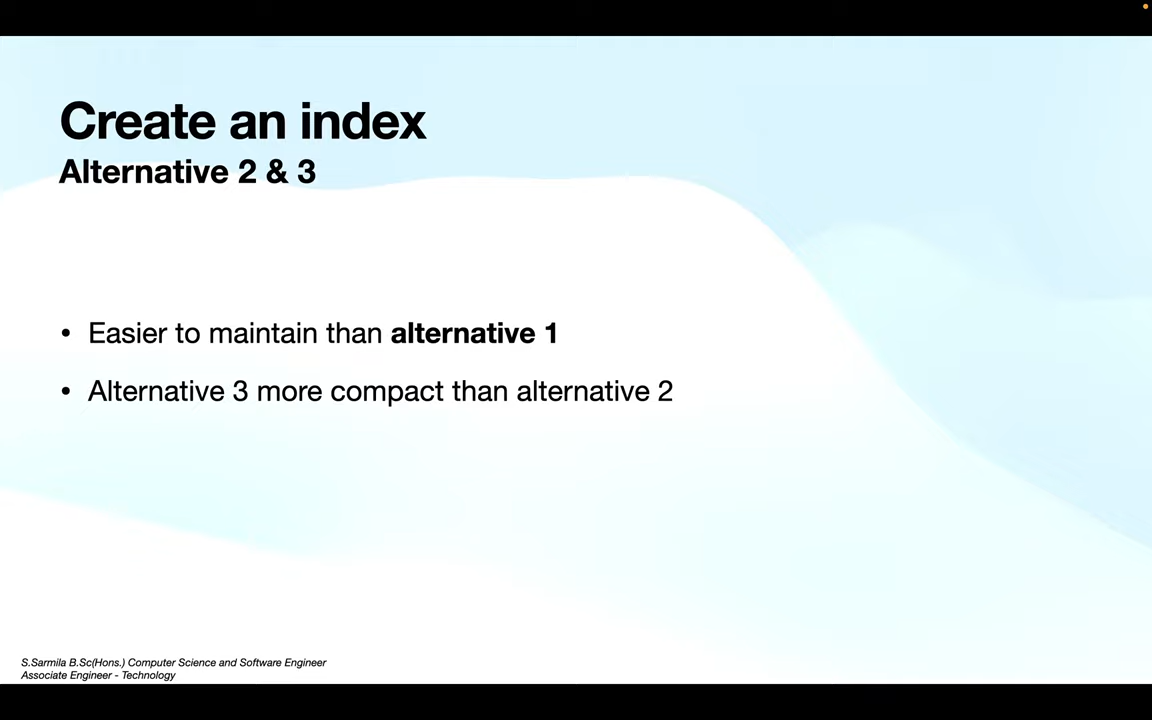 Create an index
Alternative 2 & 3
• Easier to maintain than alternative 1
• Alternative 3 more compact than alternative 2
S.Sarmila B.Sc(Hons.) Computer Science and Software Engineer
Associate Engineer - Technology